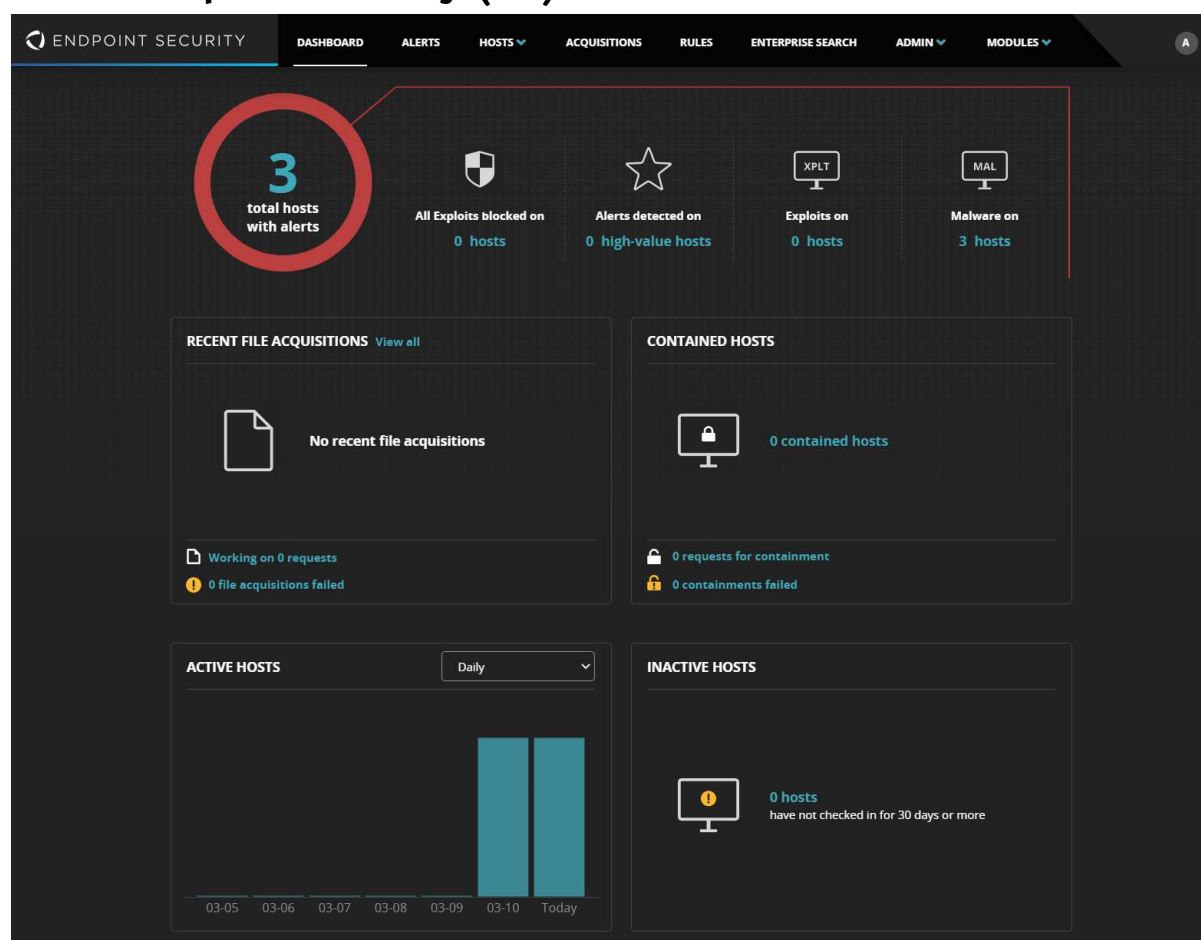 ENDPOINT SECURITY DASHBOARD ALERTS HOSTS ACQUISITIONS RULES ENTERPRISE SEARCH ADMIN MODULES A
3
total hosts
with alerts
All Exploits blocked on
0 hosts
Alerts detected on
0 high-value hosts
XPLT
Exploits on
0 hosts
MAL
Malware on
3 hosts
RECENT FILE ACQUISITIONS View all
No recent file acquisitions
Working on 0 requests
0 file acquisitions failed
CONTAINED HOSTS
0 contained hosts
0 requests for containment
0 containments failed
ACTIVE HOSTS Daily
03-05 03-06 03-07 03-08 03-09 03-10 Today
INACTIVE HOSTS
0 hosts
have not checked in for 30 days or more